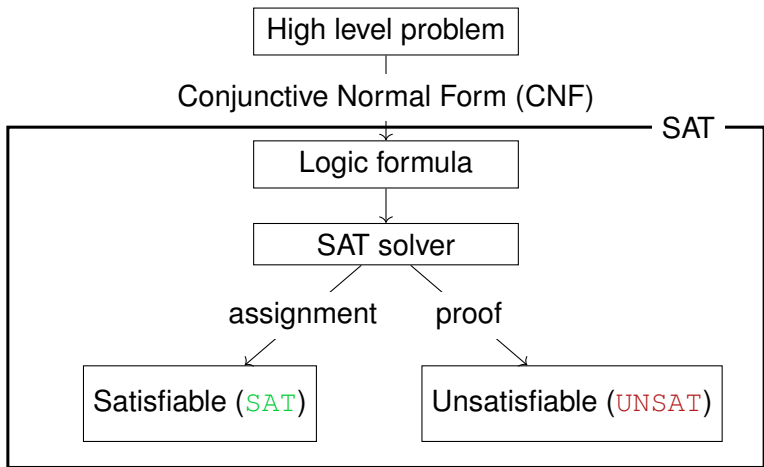 High level problem
Conjunctive Normal Form (CNF)
SAT
Logic formula
SAT solver
assignment
proof
Satisfiable (SAT)
Unsatisfiable (UNSAT)